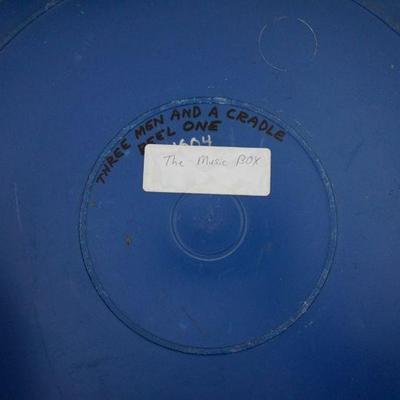 THREE MEN AND A CRADLE
REEL ONE
The Music BOX